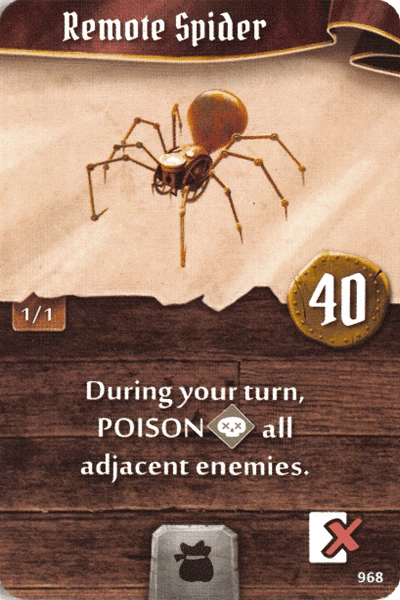 Remote Spider
1/1
40
During your turn,
POISON all
adjacent enemies.
968